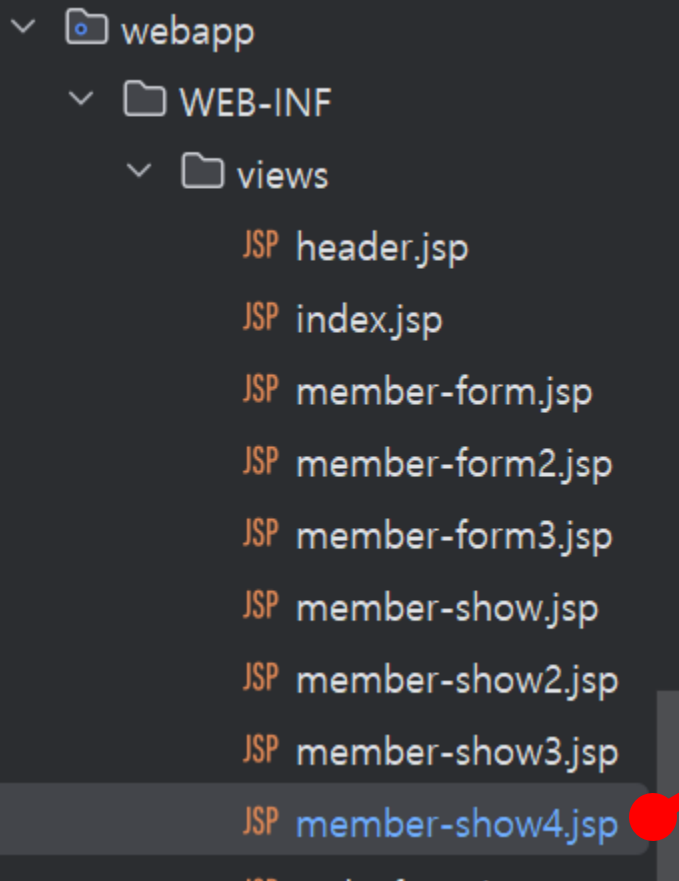 webapp
WEB-INF
views
JSP header.jsp
JSP index.jsp
JSP member-form.jsp
JSP member-form2.jsp
JSP member-form3.jsp
JSP member-show.jsp
JSP member-show2.jsp
JSP member-show3.jsp
JSP member-show4.jsp